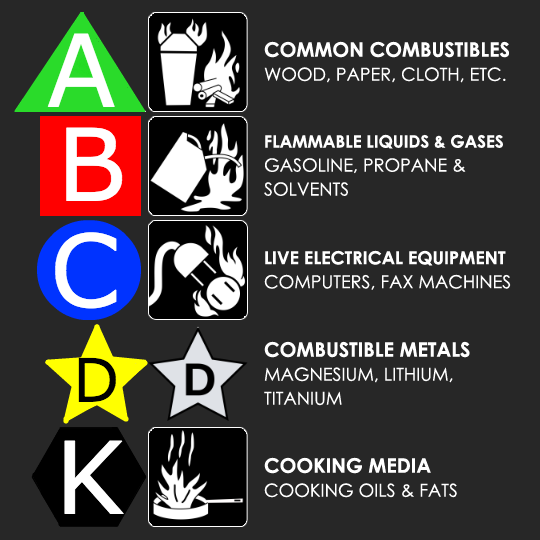 A
COMMON COMBUSTIBLES
WOOD, PAPER, CLOTH, ETC.
B
FLAMMABLE LIQUIDS & GASES
GASOLINE, PROPANE &
SOLVENTS
C
LIVE ELECTRICAL EQUIPMENT
COMPUTERS, FAX MACHINES
D
D
COMBUSTIBLE METALS
MAGNESIUM, LITHIUM,
TITANIUM
K
COOKING MEDIA
COOKING OILS & FATS